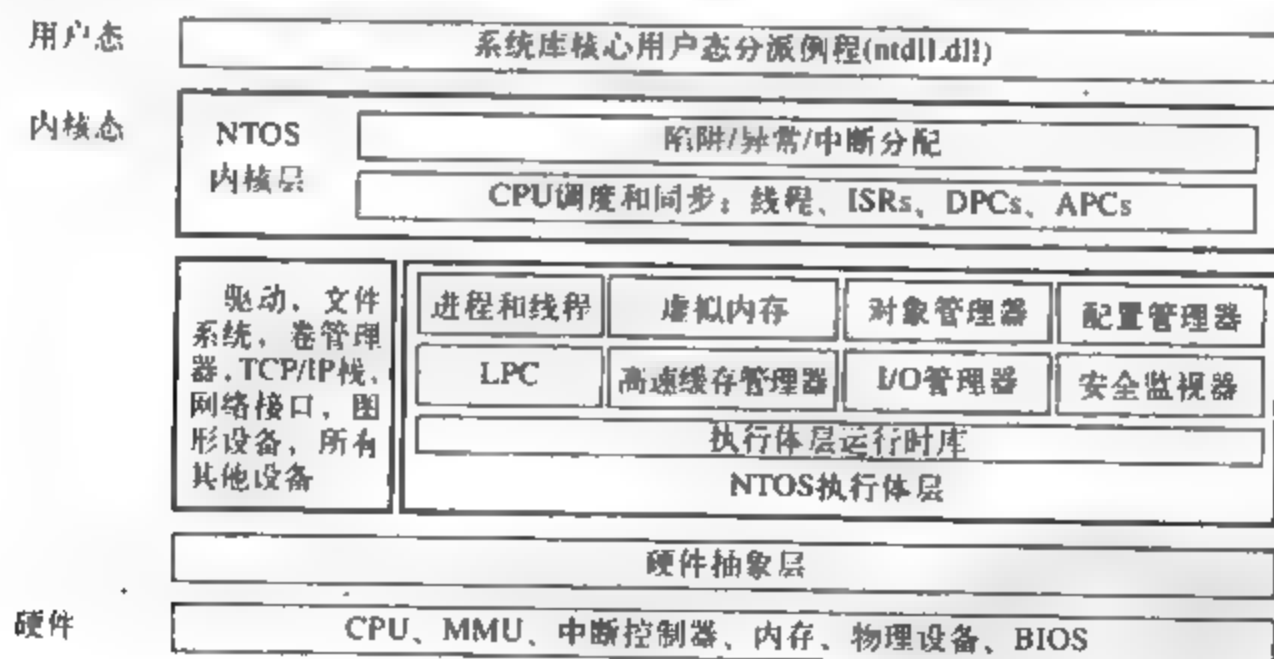 用户态
系统库核心用户态分派例程(ntdll.dll)
内核态
NTOS
内核层
陷阱/异常/中断分配
CPU调度和同步：线程、ISRs、DPCs、APCs
驱动、文件
系统，卷管理
器，TCP/IP栈、
网络接口，图
形设备，所有
其他设备
进程和线程
虚拟内存
对象管理器
配置管理器
LPC
高速缓存管理器
I/O管理器
安全监视器
执行体层运行时库
NTOS执行体层
硬件抽象层
硬件
CPU、MMU、中断控制器、内存、物理设备、BIOS